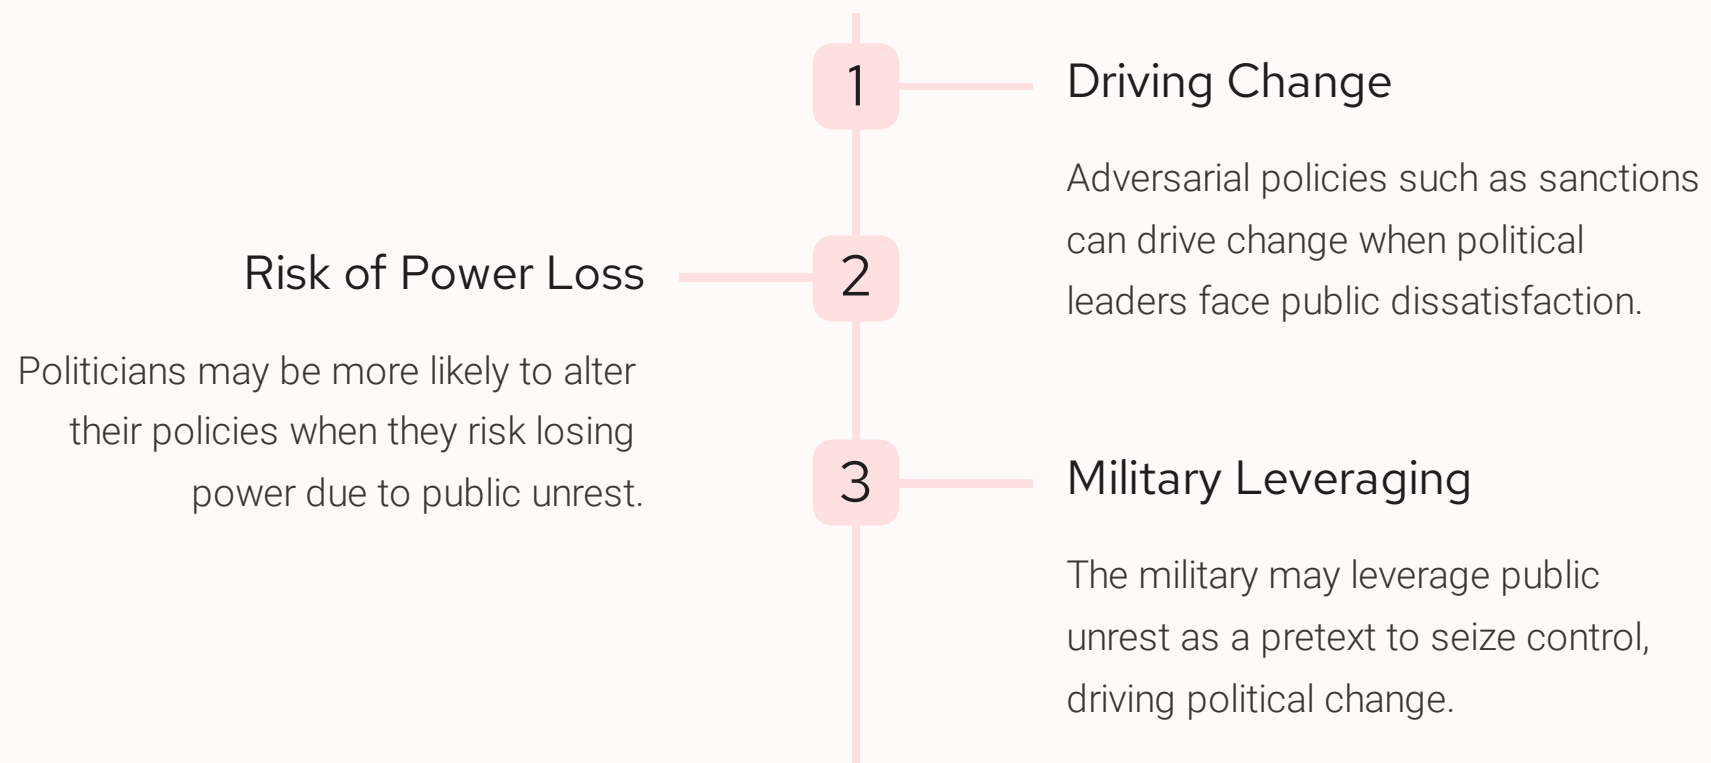 1
Driving Change
Adversarial policies such as sanctions
can drive change when political
leaders face public dissatisfaction.
2
Risk of Power Loss
Politicians may be more likely to alter
their policies when they risk losing
power due to public unrest.
3
Military Leveraging
The military may leverage public
unrest as a pretext to seize control,
driving political change.